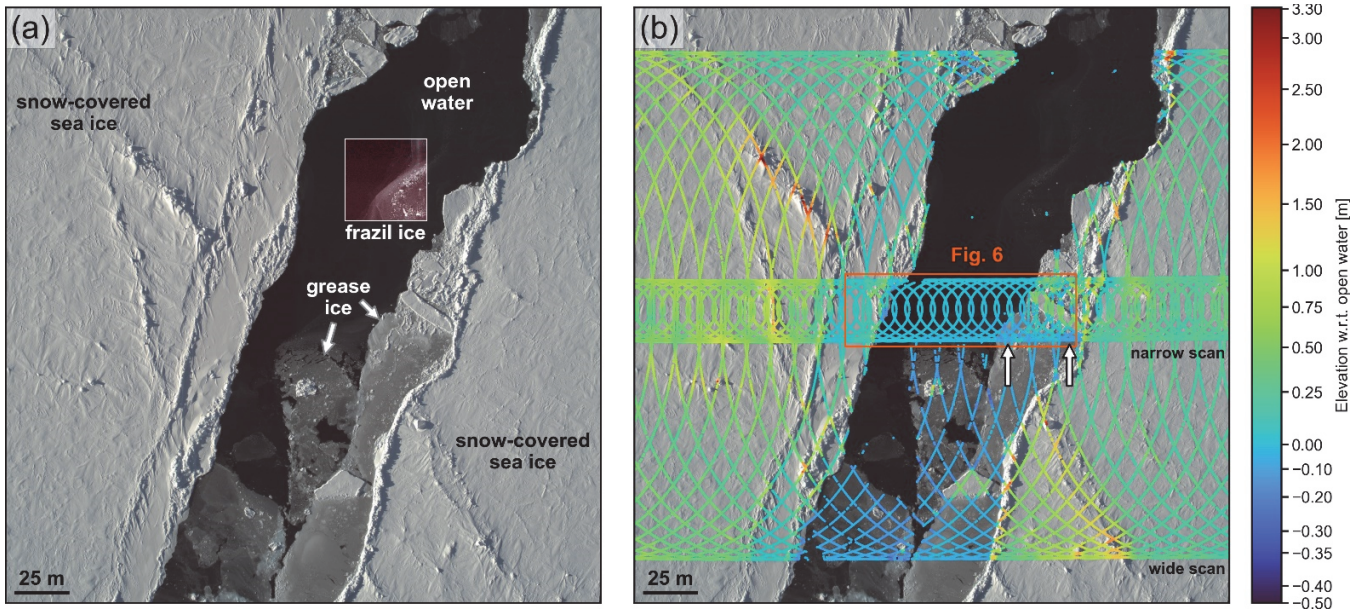 (a)
snow-covered
sea ice
open
water
frazil ice
grease
ice
snow-covered
sea ice
25 m
(b)
Fig. 6
narrow scan
wide scan
25 m
3.30
3.00
2.50
2.00
1.50
1.00
0.75
0.50
0.25
0.00
−0.10
−0.20
−0.30
−0.35
−0.40
−0.50
Elevation w.r.t. open water [m]